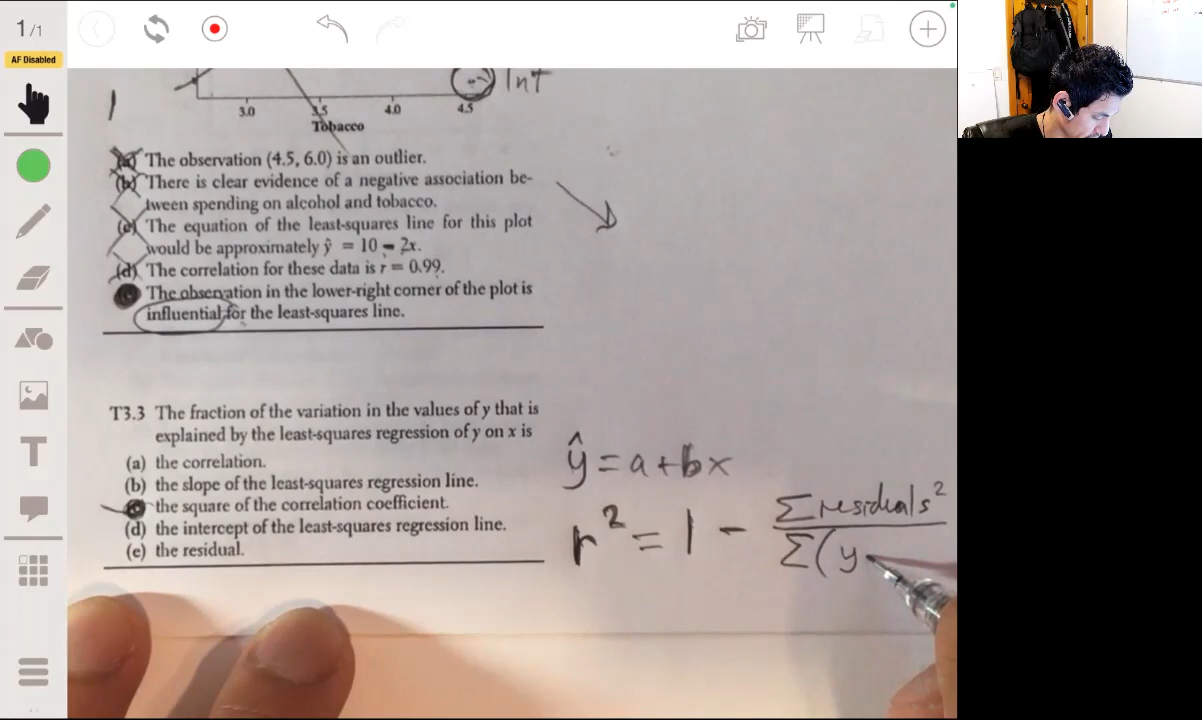 1/1
AF Disabled
Int
3.0 3.5 4.0 4.5
Tobacco
(a) The observation (4.5, 6.0) is an outlier.
(b) There is clear evidence of a negative association be-
tween spending on alcohol and tobacco.
(c) The equation of the least-squares line for this plot
would be approximately ŷ = 10 - 2x.
(d) The correlation for these data is r = 0.99.
The observation in the lower-right corner of the plot is
influential for the least-squares line.
T3.3 The fraction of the variation in the values of y that is
explained by the least-squares regression of y on x is
(a) the correlation.
(b) the slope of the least-squares regression line.
the square of the correlation coefficient.
(d) the intercept of the least-squares regression line.
(e) the residual.
ŷ = a + bx
r² = 1 - Σ residuals²
Σ(y
T